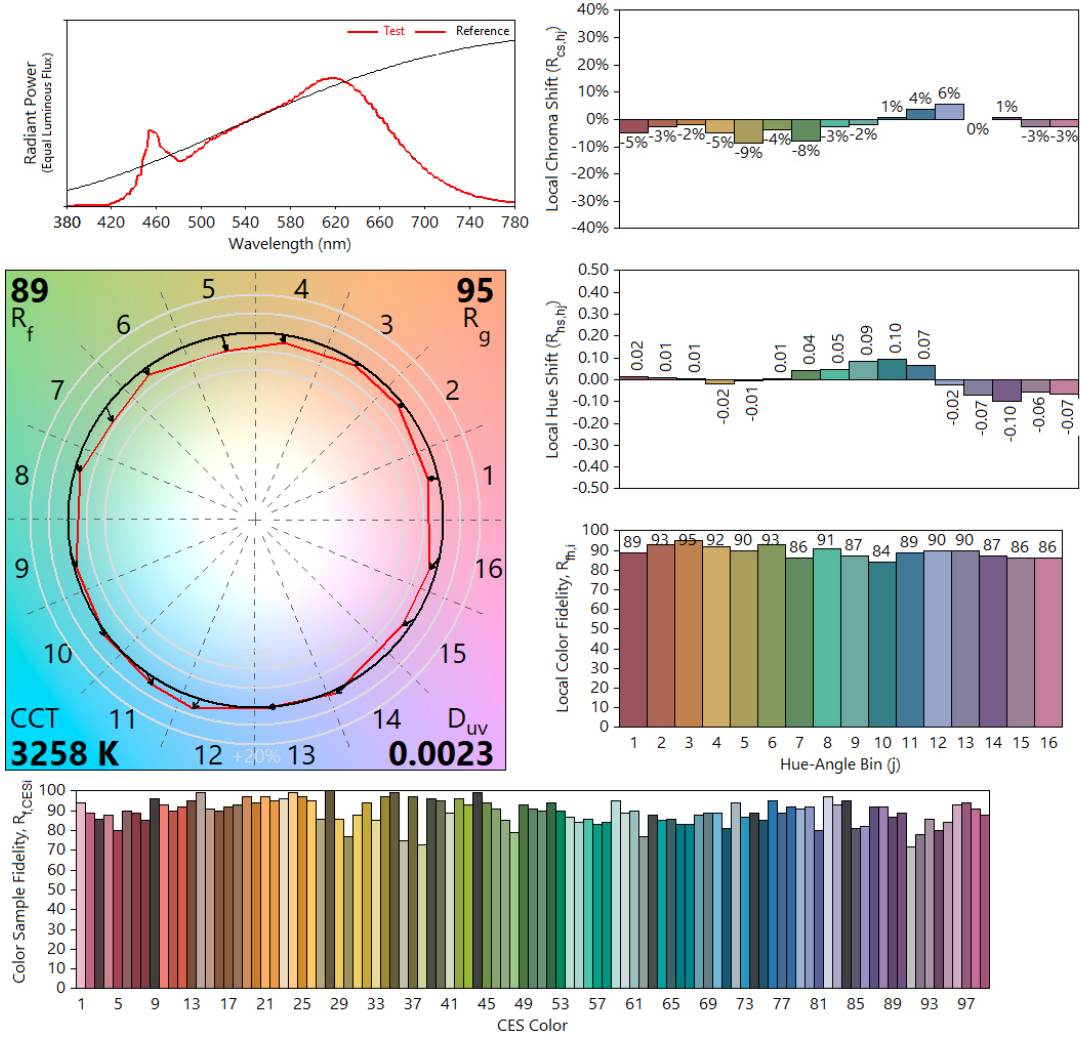 Test
Reference
Radiant Power
(Equal Luminous Flux)
380 420 460 500 540 580 620 660 700 740 780
Wavelength (nm)
Local Chroma Shift (Rcs,hj)
40%
30%
20%
10%
0%
-10%
-20%
-30%
-40%
-5% -3% -2% -5% -9% -4% -8% -3% -2% 1% 4% 6% 0% 1% -3% -3%
89
Rf
95
Rg
5 4
6 3
7 2
8 1
9 16
10 15
11 14
12 13
+20%
CCT
3258 K
Duv
0.0023
Local Hue Shift (Rhs,hj)
0.50
0.40
0.30
0.20
0.10
0.00
-0.10
-0.20
-0.30
-0.40
-0.50
0.02 0.01 0.01 -0.02 -0.01 0.01 0.04 0.05 0.09 0.10 0.07 -0.02 -0.07 -0.10 -0.06 -0.07
Local Color Fidelity, Rfh,i
100
90
80
70
60
50
40
30
20
10
0
89 93 95 92 90 93 86 91 87 84 89 90 90 87 86 86
1 2 3 4 5 6 7 8 9 10 11 12 13 14 15 16
Hue-Angle Bin (j)
Color Sample Fidelity, Rf,CESi
100
90
80
70
60
50
40
30
20
10
0
1 5 9 13 17 21 25 29 33 37 41 45 49 53 57 61 65 69 73 77 81 85 89 93 97
CES Color